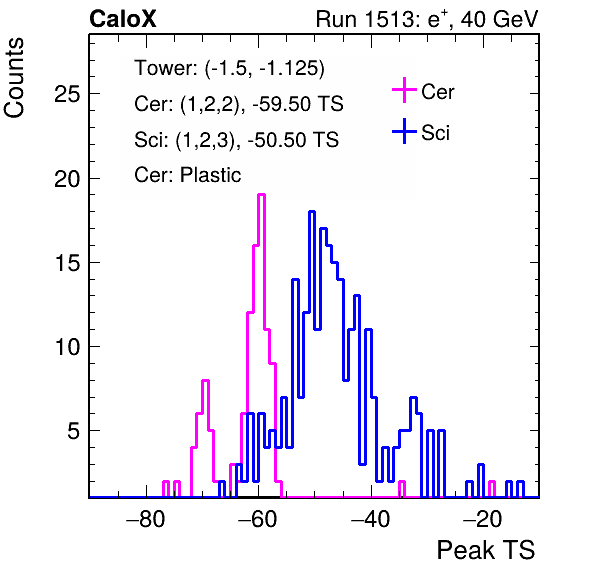 CaloX Run 1513: e⁺, 40 GeV
Counts
Tower: (-1.5, -1.125)
Cer: (1,2,2), -59.50 TS
Sci: (1,2,3), -50.50 TS
Cer: Plastic
Cer
Sci
25
20
15
10
5
−80 −60 −40 −20
Peak TS